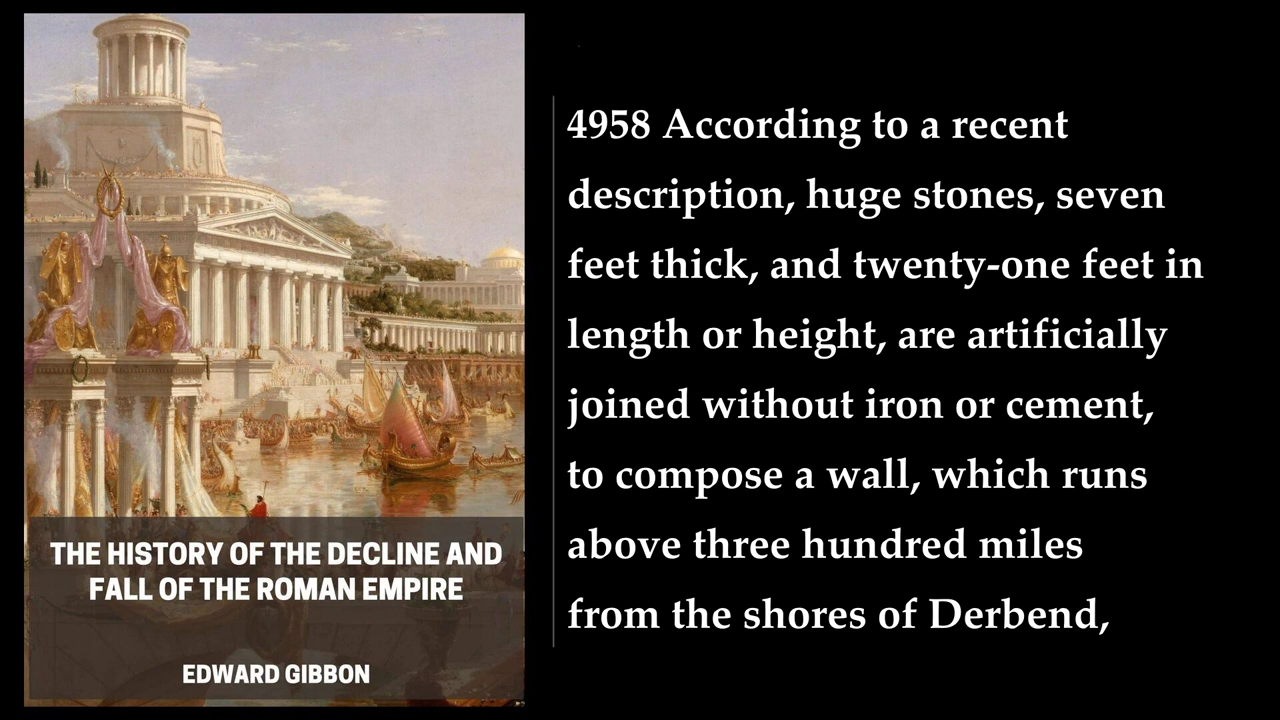 THE HISTORY OF THE DECLINE AND
FALL OF THE ROMAN EMPIRE
EDWARD GIBBON
4958 According to a recent
description, huge stones, seven
feet thick, and twenty-one feet in
length or height, are artificially
joined without iron or cement,
to compose a wall, which runs
above three hundred miles
from the shores of Derbend,